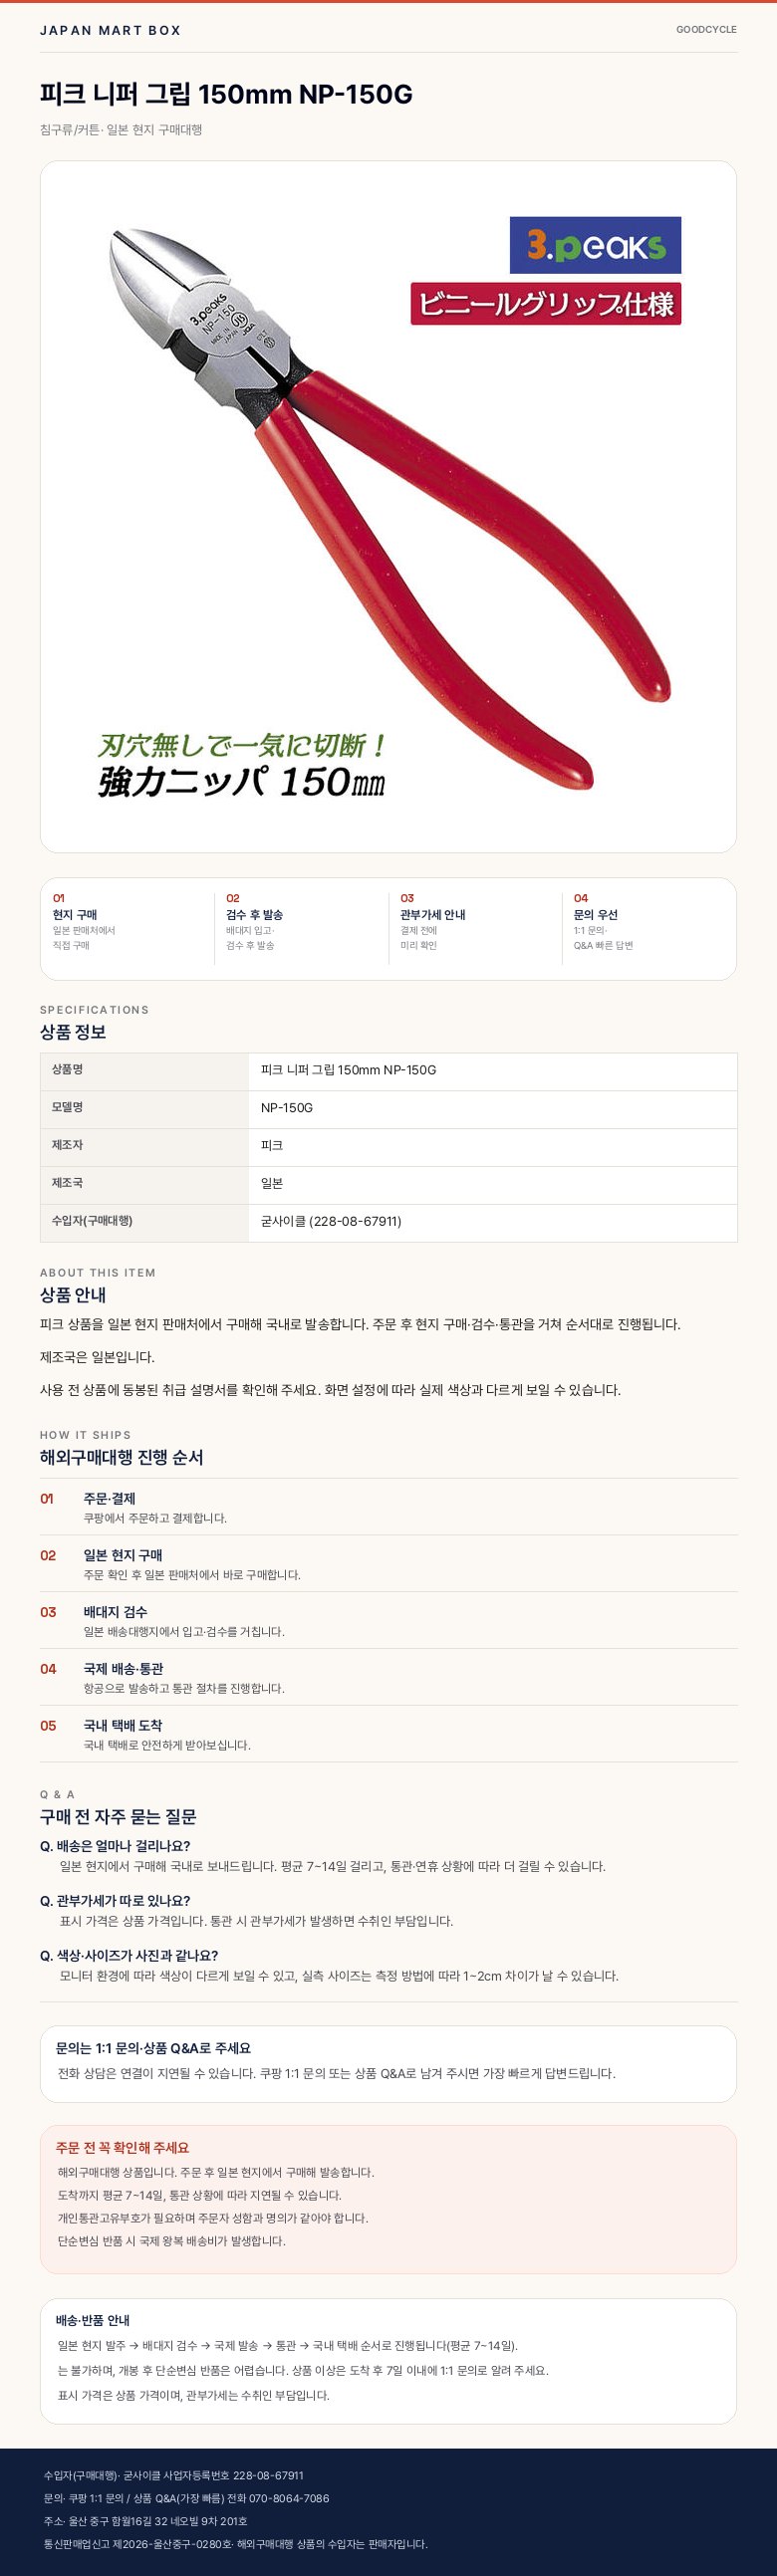 JAPAN MART BOX
GOODCYCLE
피크 니퍼 그립 150mm NP-150G
침구류/커튼· 일본 현지 구매대행
3.peaks
ビニールグリップ仕様
3.peaks
NP-150
MADE IN JAPAN
刃穴無しで一気に切断!
強力ニッパ 150㎜
01
현지 구매
일본 판매처에서
직접 구매
02
검수 후 발송
배대지 입고·
검수 후 발송
03
관부가세 안내
결제 전에
미리 확인
04
문의 우선
1:1 문의·
Q&A 빠른 답변
SPECIFICATIONS
상품 정보
상품명 피크 니퍼 그립 150mm NP-150G
모델명 NP-150G
제조자 피크
제조국 일본
수입자(구매대행) 굳사이클 (228-08-67911)
ABOUT THIS ITEM
상품 안내
피크 상품을 일본 현지 판매처에서 구매해 국내로 발송합니다. 주문 후 현지 구매·검수·통관을 거쳐 순서대로 진행됩니다.
제조국은 일본입니다.
사용 전 상품에 동봉된 취급 설명서를 확인해 주세요. 화면 설정에 따라 실제 색상과 다르게 보일 수 있습니다.
HOW IT SHIPS
해외구매대행 진행 순서
01 주문·결제
쿠팡에서 주문하고 결제합니다.
02 일본 현지 구매
주문 확인 후 일본 판매처에서 바로 구매합니다.
03 배대지 검수
일본 배송대행지에서 입고·검수를 거칩니다.
04 국제 배송·통관
항공으로 발송하고 통관 절차를 진행합니다.
05 국내 택배 도착
국내 택배로 안전하게 받아보십니다.
Q & A
구매 전 자주 묻는 질문
Q. 배송은 얼마나 걸리나요?
일본 현지에서 구매해 국내로 보내드립니다. 평균 7~14일 걸리고, 통관·연휴 상황에 따라 더 걸릴 수 있습니다.
Q. 관부가세가 따로 있나요?
표시 가격은 상품 가격입니다. 통관 시 관부가세가 발생하면 수취인 부담입니다.
Q. 색상·사이즈가 사진과 같나요?
모니터 환경에 따라 색상이 다르게 보일 수 있고, 실측 사이즈는 측정 방법에 따라 1~2cm 차이가 날 수 있습니다.
문의는 1:1 문의·상품 Q&A로 주세요
전화 상담은 연결이 지연될 수 있습니다. 쿠팡 1:1 문의 또는 상품 Q&A로 남겨 주시면 가장 빠르게 답변드립니다.
주문 전 꼭 확인해 주세요
해외구매대행 상품입니다. 주문 후 일본 현지에서 구매해 발송합니다.
도착까지 평균 7~14일, 통관 상황에 따라 지연될 수 있습니다.
개인통관고유부호가 필요하며 주문자 성함과 명의가 같아야 합니다.
단순변심 반품 시 국제 왕복 배송비가 발생합니다.
배송·반품 안내
일본 현지 발주 → 배대지 검수 → 국제 발송 → 통관 → 국내 택배 순서로 진행됩니다(평균 7~14일).
는 불가하며, 개봉 후 단순변심 반품은 어렵습니다. 상품 이상은 도착 후 7일 이내에 1:1 문의로 알려 주세요.
표시 가격은 상품 가격이며, 관부가세는 수취인 부담입니다.
수입자(구매대행)· 굳사이클 사업자등록번호 228-08-67911
문의· 쿠팡 1:1 문의 / 상품 Q&A(가장 빠름) 전화 070-8064-7086
주소· 울산 중구 함월16길 32 네오빌 9차 201호
통신판매업신고 제2026-울산중구-0280호· 해외구매대행 상품의 수입자는 판매자입니다.